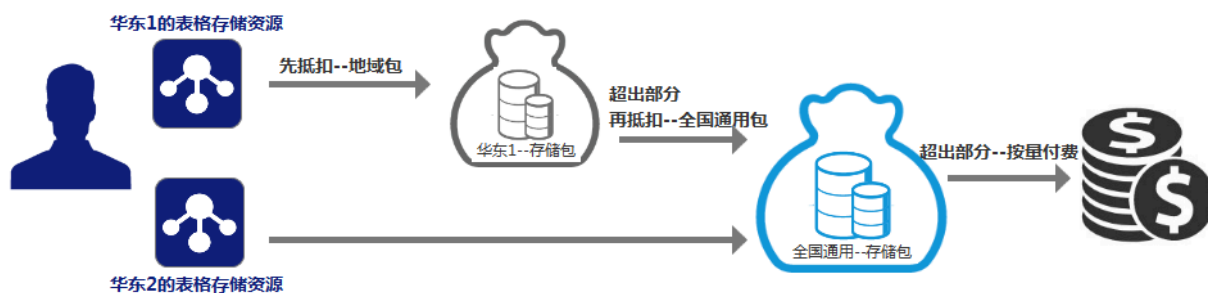 华东1的表格存储资源
先抵扣--地域包
华东1--存储包
超出部分
再抵扣--全国通用包
全国通用--存储包
超出部分--按量付费
华东2的表格存储资源